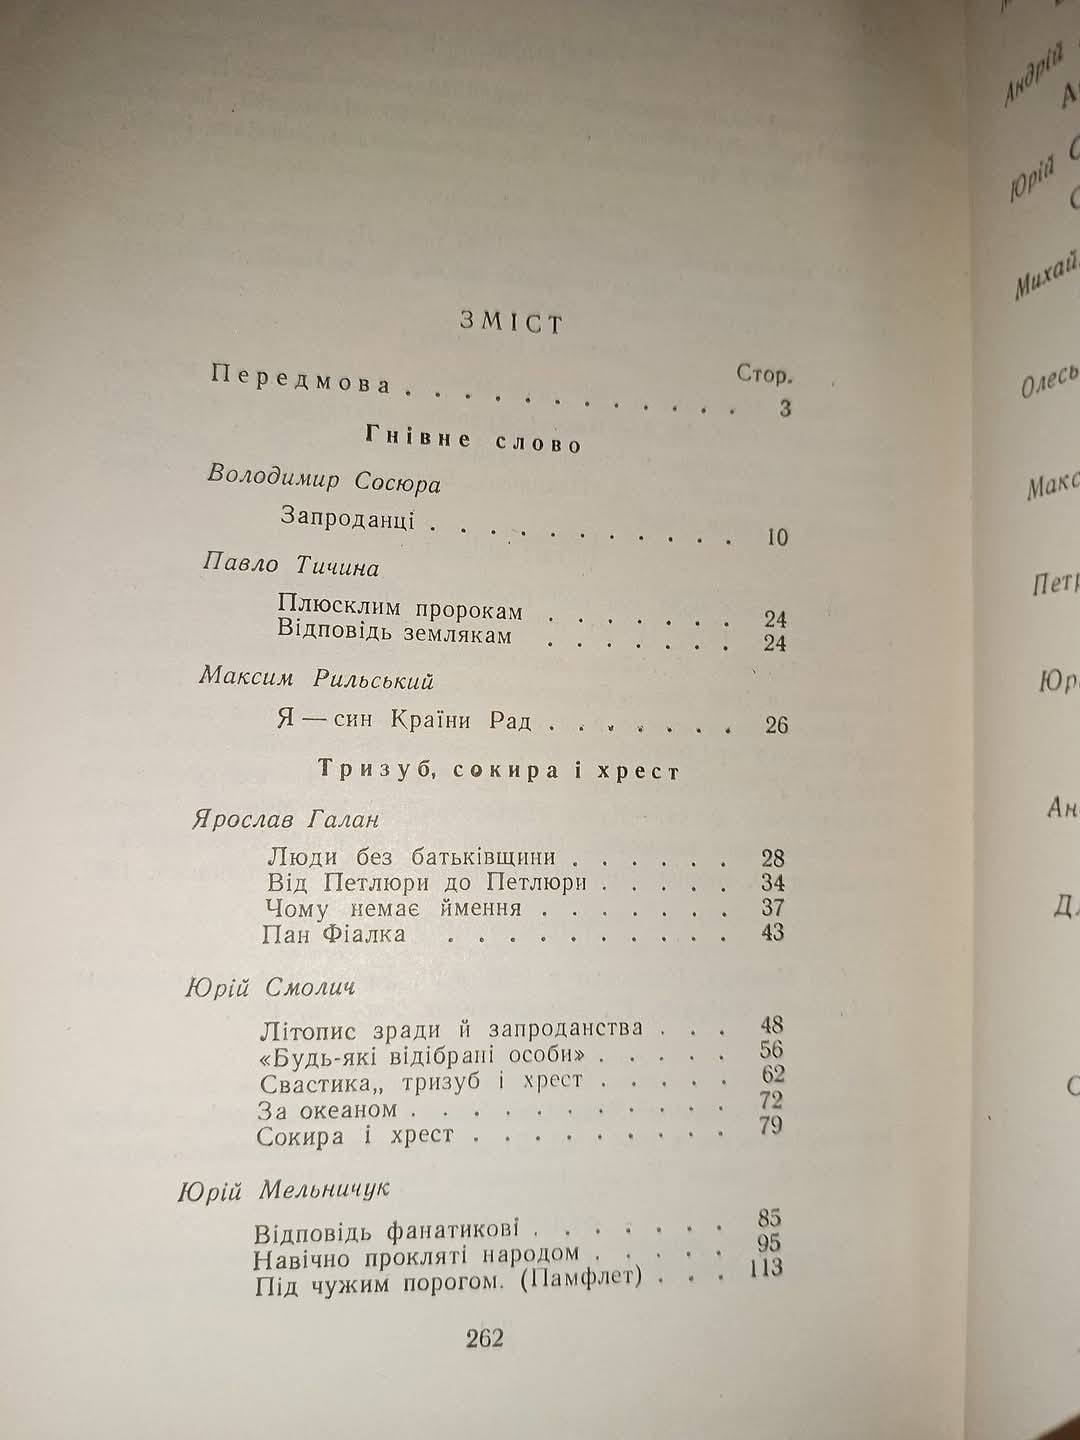 ЗМІСТ
Стор.
Передмова . . . . . . . . . . . . 3
Гнівне слово
Володимир Сосюра
Запроданці . . . . . . . . . . . 10
Павло Тичина
Плюсклим пророкам . . . . . . . 24
Відповідь землякам . . . . . . . 24
Максим Рильський
Я — син Країни Рад . . . . . . . 26
Тризуб, сокира і хрест
Ярослав Галан
Люди без батьківщини . . . . . . 28
Від Петлюри до Петлюри . . . . . 34
Чому немає ймення . . . . . . . 37
Пан Фіалка . . . . . . . . . . 43
Юрій Смолич
Літопис зради й запроданства . . . 48
«Будь-які відібрані особи» . . . . . 56
Свастика,, тризуб і хрест . . . . . 62
За океаном . . . . . . . . . . . 72
Сокира і хрест . . . . . . . . . 79
Юрій Мельничук
Відповідь фанатикові . . . . . . . 85
Навічно прокляті народом . . . . . 95
Під чужим порогом. (Памфлет) . . . 113
262
Андрій
Юрій
Олесь